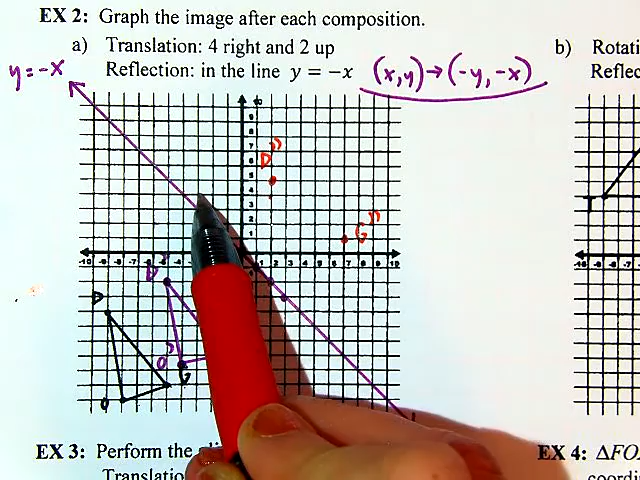 EX 2: Graph the image after each composition.
a) Translation: 4 right and 2 up
b) Rotati
Reflection: in the line y = -x
(x,y)→(-y,-x)
Reflec
y=-x
D"
G"
D'
D
O'
G
O
T
EX 3: Perform the
Translatio
EX 4: ΔFO
coordi